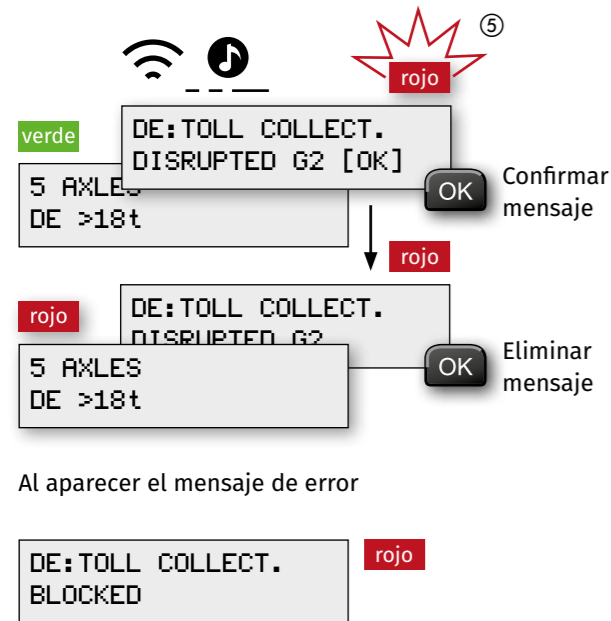 ⑤
rojo
verde
DE:TOLL COLLECT.
DISRUPTED G2 [OK]
5 AXLES
DE >18t
OK
Confirmar
mensaje
rojo
rojo
DE:TOLL COLLECT.
DISRUPTED G2
5 AXLES
DE >18t
OK
Eliminar
mensaje
Al aparecer el mensaje de error
DE:TOLL COLLECT.
BLOCKED
rojo